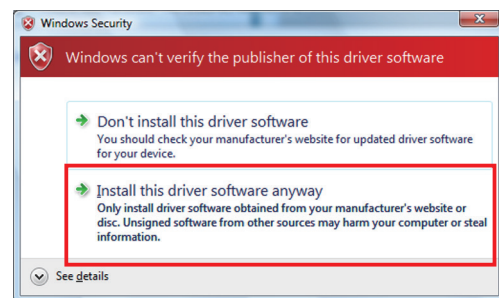 Windows Security
Windows can't verify the publisher of this driver software
Don't install this driver software
You should check your manufacturer's website for updated driver software
for your device.
Install this driver software anyway
Only install driver software obtained from your manufacturer's website or
disc. Unsigned software from other sources may harm your computer or steal
information.
See details